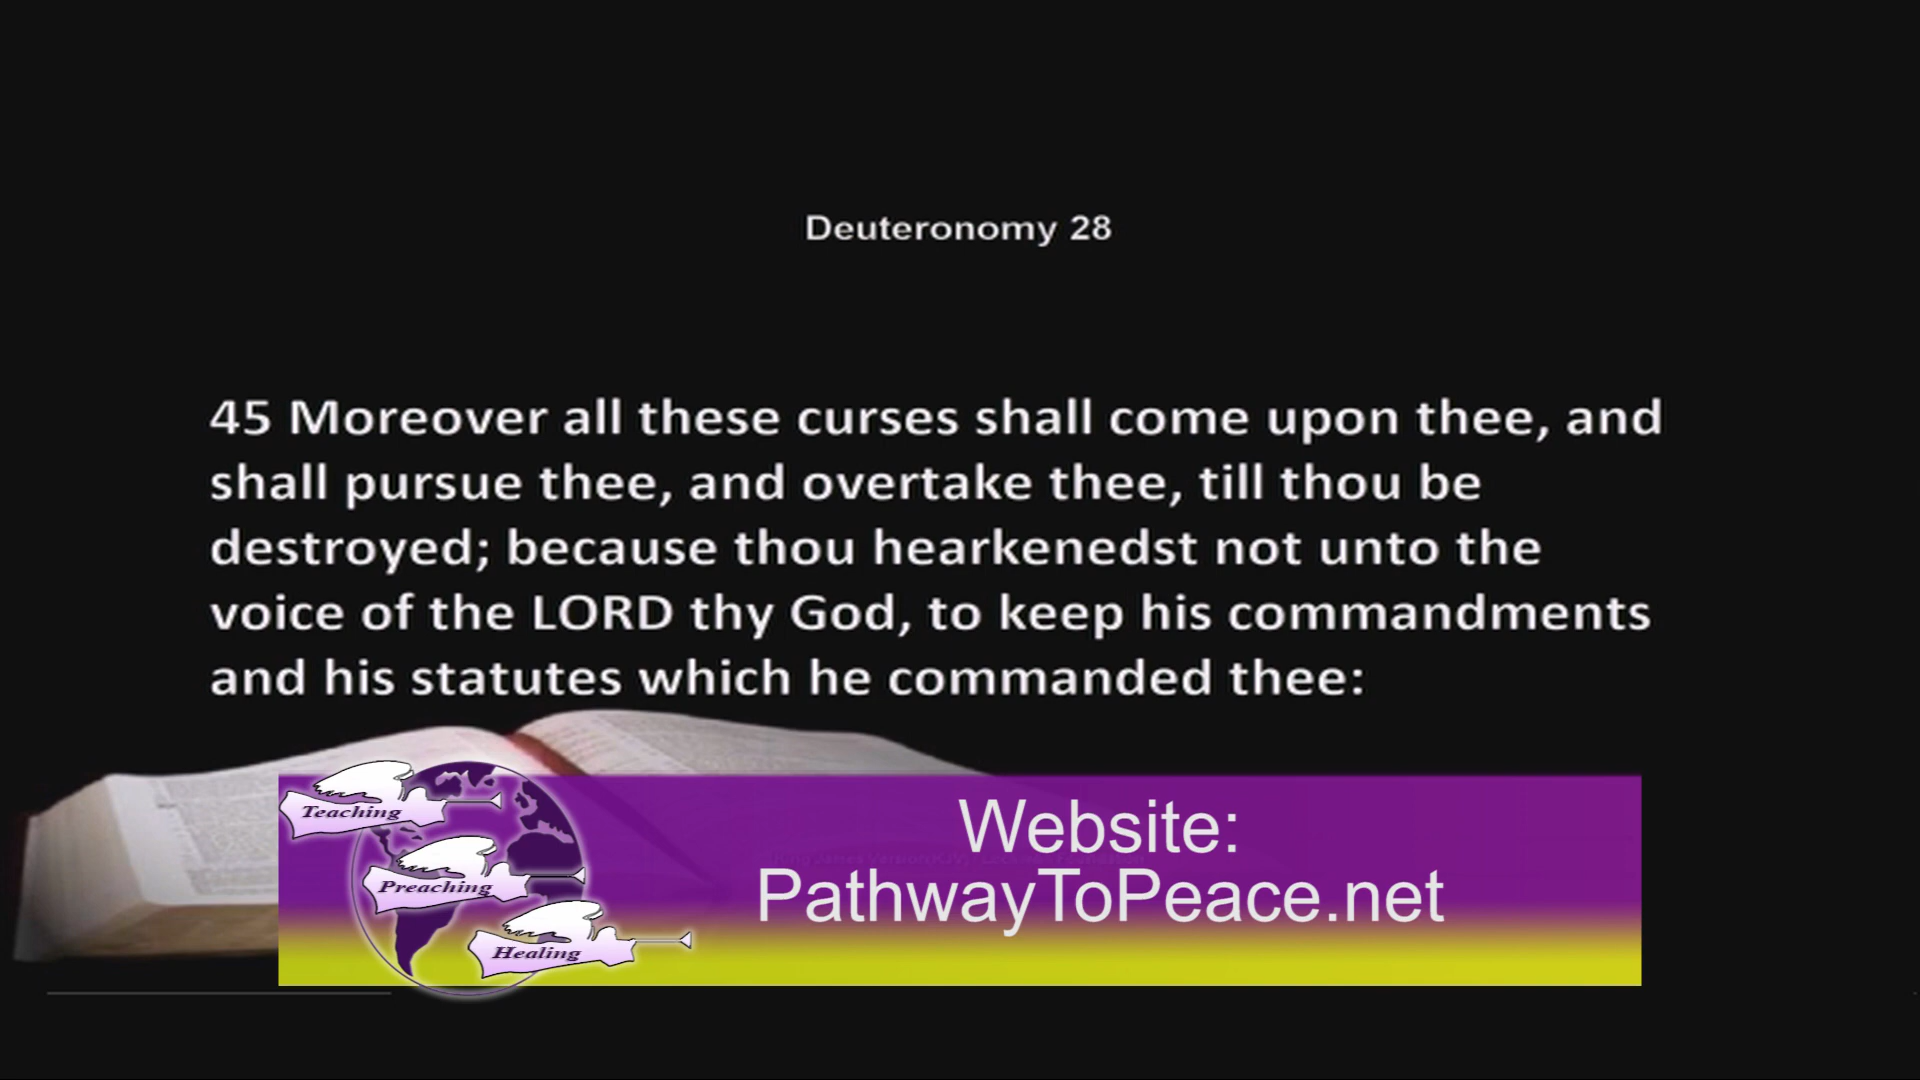 Deuteronomy 28
45 Moreover all these curses shall come upon thee, and
shall pursue thee, and overtake thee, till thou be
destroyed; because thou hearkenedst not unto the
voice of the LORD thy God, to keep his commandments
and his statutes which he commanded thee:
Teaching
Preaching
Healing
Website:
PathwayToPeace.net